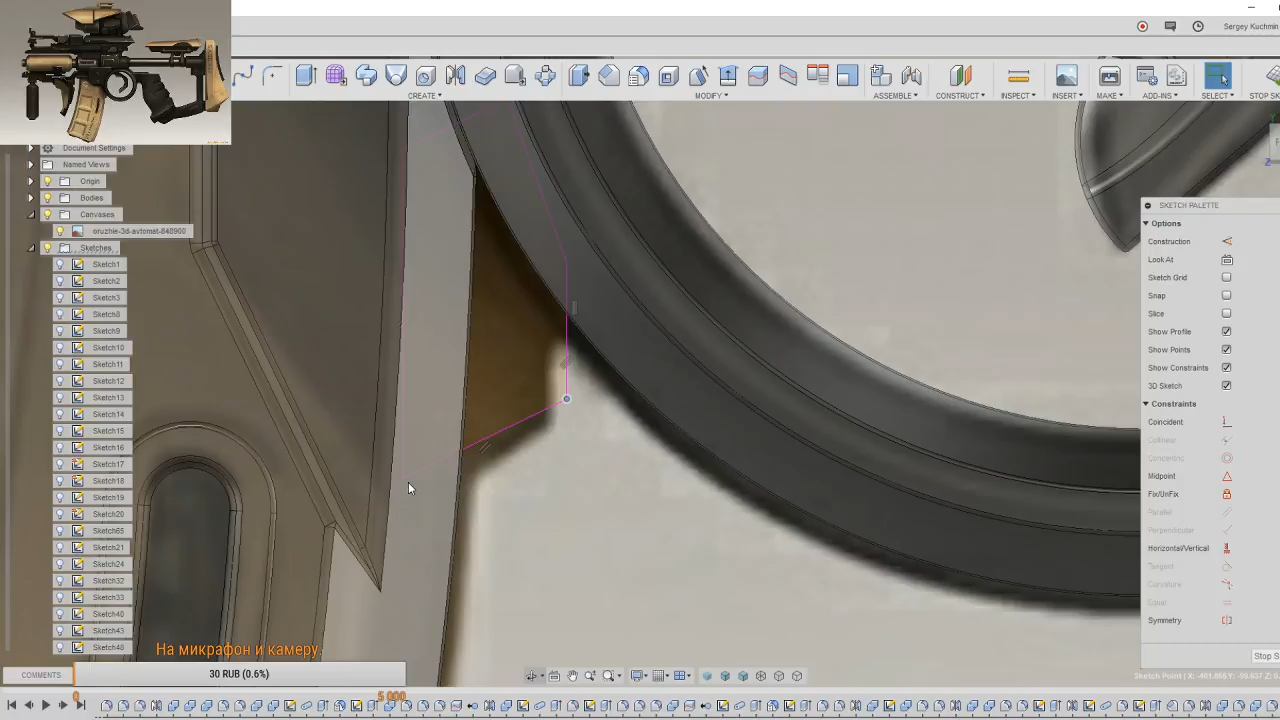 Sergey Kuchmin
CREATE ▾
MODIFY ▾
ASSEMBLE ▾
CONSTRUCT ▾
INSPECT ▾
INSERT ▾
MAKE ▾
ADD-INS ▾
SELECT ▾
STOP SK
Document Settings
Named Views
Origin
Bodies
Canvases
oruzhie-3d-avtomat-848900
Sketches
Sketch1
Sketch2
Sketch3
Sketch8
Sketch9
Sketch10
Sketch11
Sketch12
Sketch14
Sketch15
Sketch16
Sketch17
Sketch18
Sketch19
Sketch20
Sketch65
Sketch21
Sketch24
Sketch32
Sketch33
Sketch40
Sketch43
Sketch48
SKETCH PALETTE
Options
Construction
Look At
Sketch Grid
Snap
Slice
Show Profile
Show Points
Show Constraints
3D Sketch
Constraints
Coincident
Collinear
Concentric
Midpoint
Fix/UnFix
Parallel
Perpendicular
Horizontal/Vertical
Tangent
Curvature
Equal
Symmetry
Stop S
На микрафон и камеру
COMMENTS
30 RUB (0.6%)
0
5 000